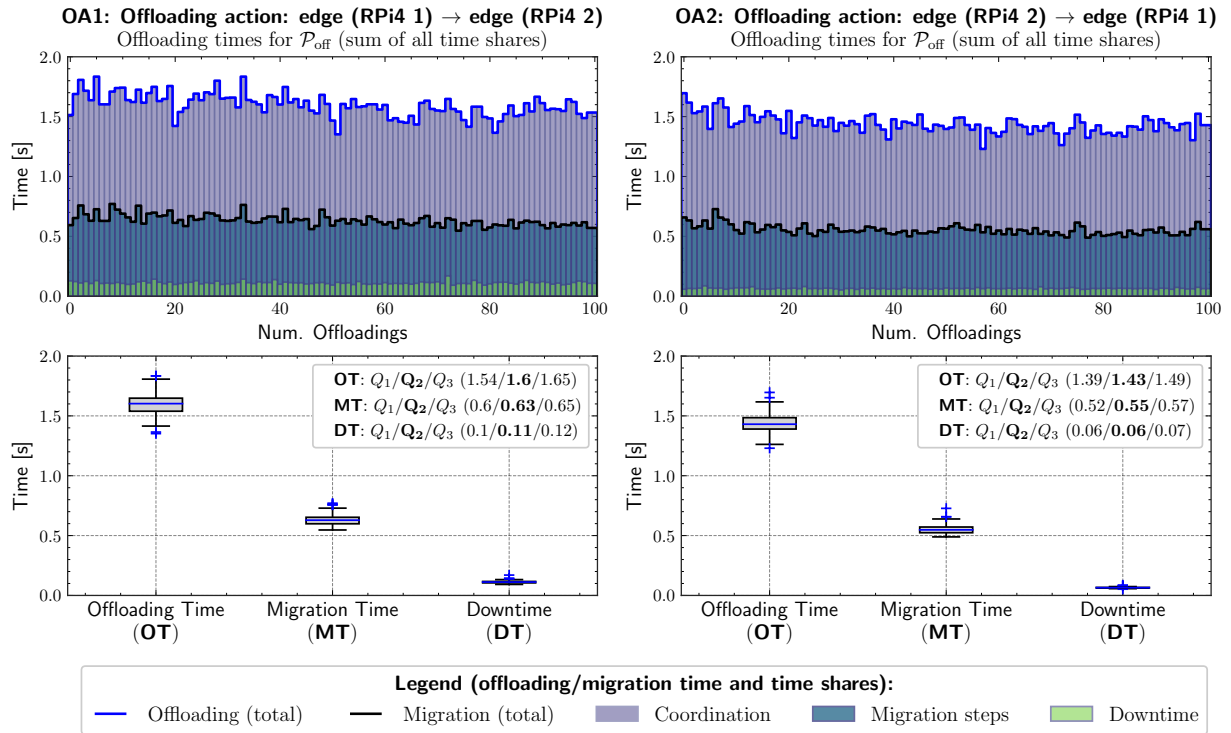 OA1: Offloading action: edge (RPi4 1) → edge (RPi4 2)
Offloading times for 𝒫off (sum of all time shares)
2.0
1.5
1.0
0.5
0.0
Time [s]
0 20 40 60 80 100
Num. Offloadings
OA2: Offloading action: edge (RPi4 2) → edge (RPi4 1)
Offloading times for 𝒫off (sum of all time shares)
2.0
1.5
1.0
0.5
0.0
Time [s]
0 20 40 60 80 100
Num. Offloadings
2.0
1.5
1.0
0.5
0.0
Time [s]
OT: Q1/Q2/Q3 (1.54/1.6/1.65)
MT: Q1/Q2/Q3 (0.6/0.63/0.65)
DT: Q1/Q2/Q3 (0.1/0.11/0.12)
Offloading Time Migration Time Downtime
(OT) (MT) (DT)
2.0
1.5
1.0
0.5
0.0
Time [s]
OT: Q1/Q2/Q3 (1.39/1.43/1.49)
MT: Q1/Q2/Q3 (0.52/0.55/0.57)
DT: Q1/Q2/Q3 (0.06/0.06/0.07)
Offloading Time Migration Time Downtime
(OT) (MT) (DT)
Legend (offloading/migration time and time shares):
Offloading (total) Migration (total) Coordination Migration steps Downtime